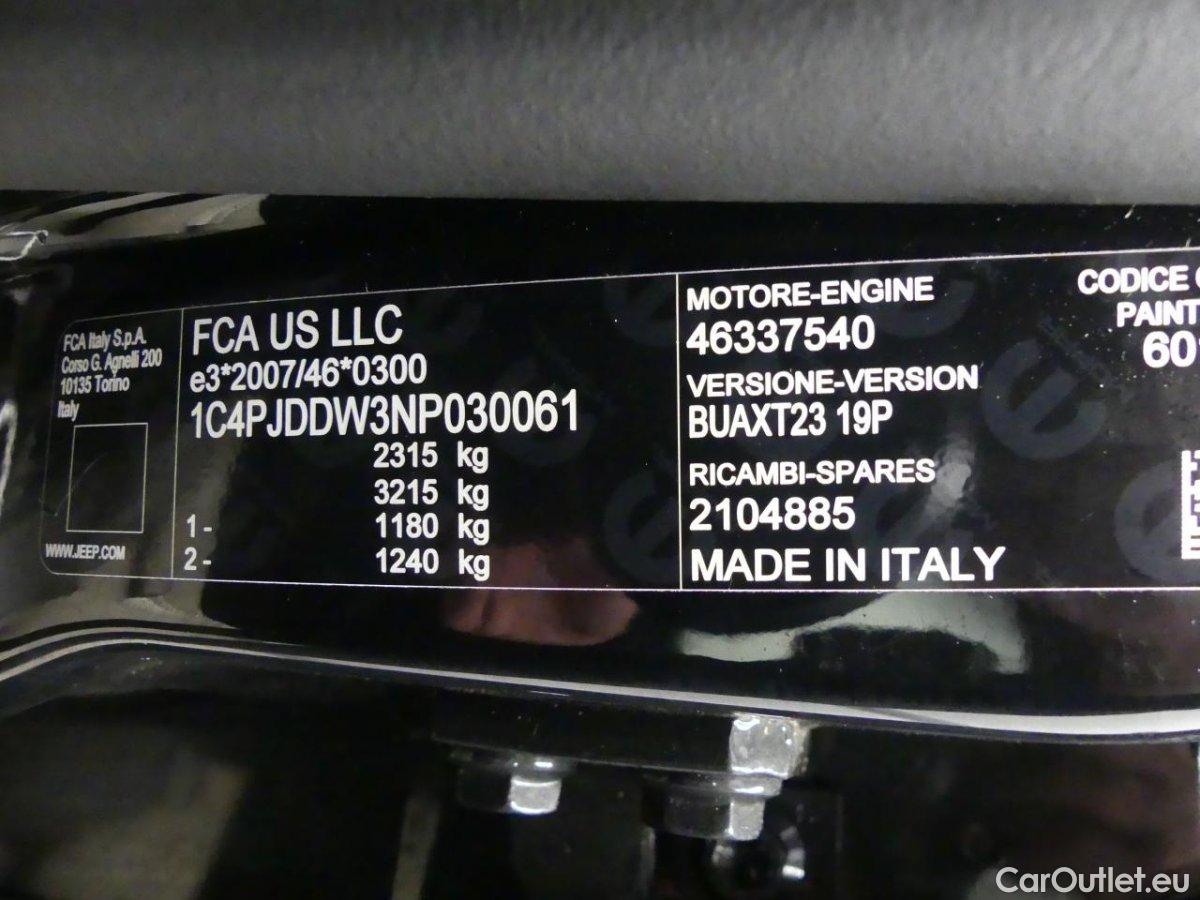 FCA Italy S.p.A.
Corso G. Agnelli 200
10135 Torino
Italy
WWW.JEEP.COM
FCA US LLC
e3*2007/46*0300
1C4PJDDW3NP030061
2315 kg
3215 kg
1 - 1180 kg
2 - 1240 kg
MOTORE-ENGINE
46337540
VERSIONE-VERSION
BUAXT23 19P
RICAMBI-SPARES
2104885
MADE IN ITALY
CODICE
PAINT
CarOutlet.eu